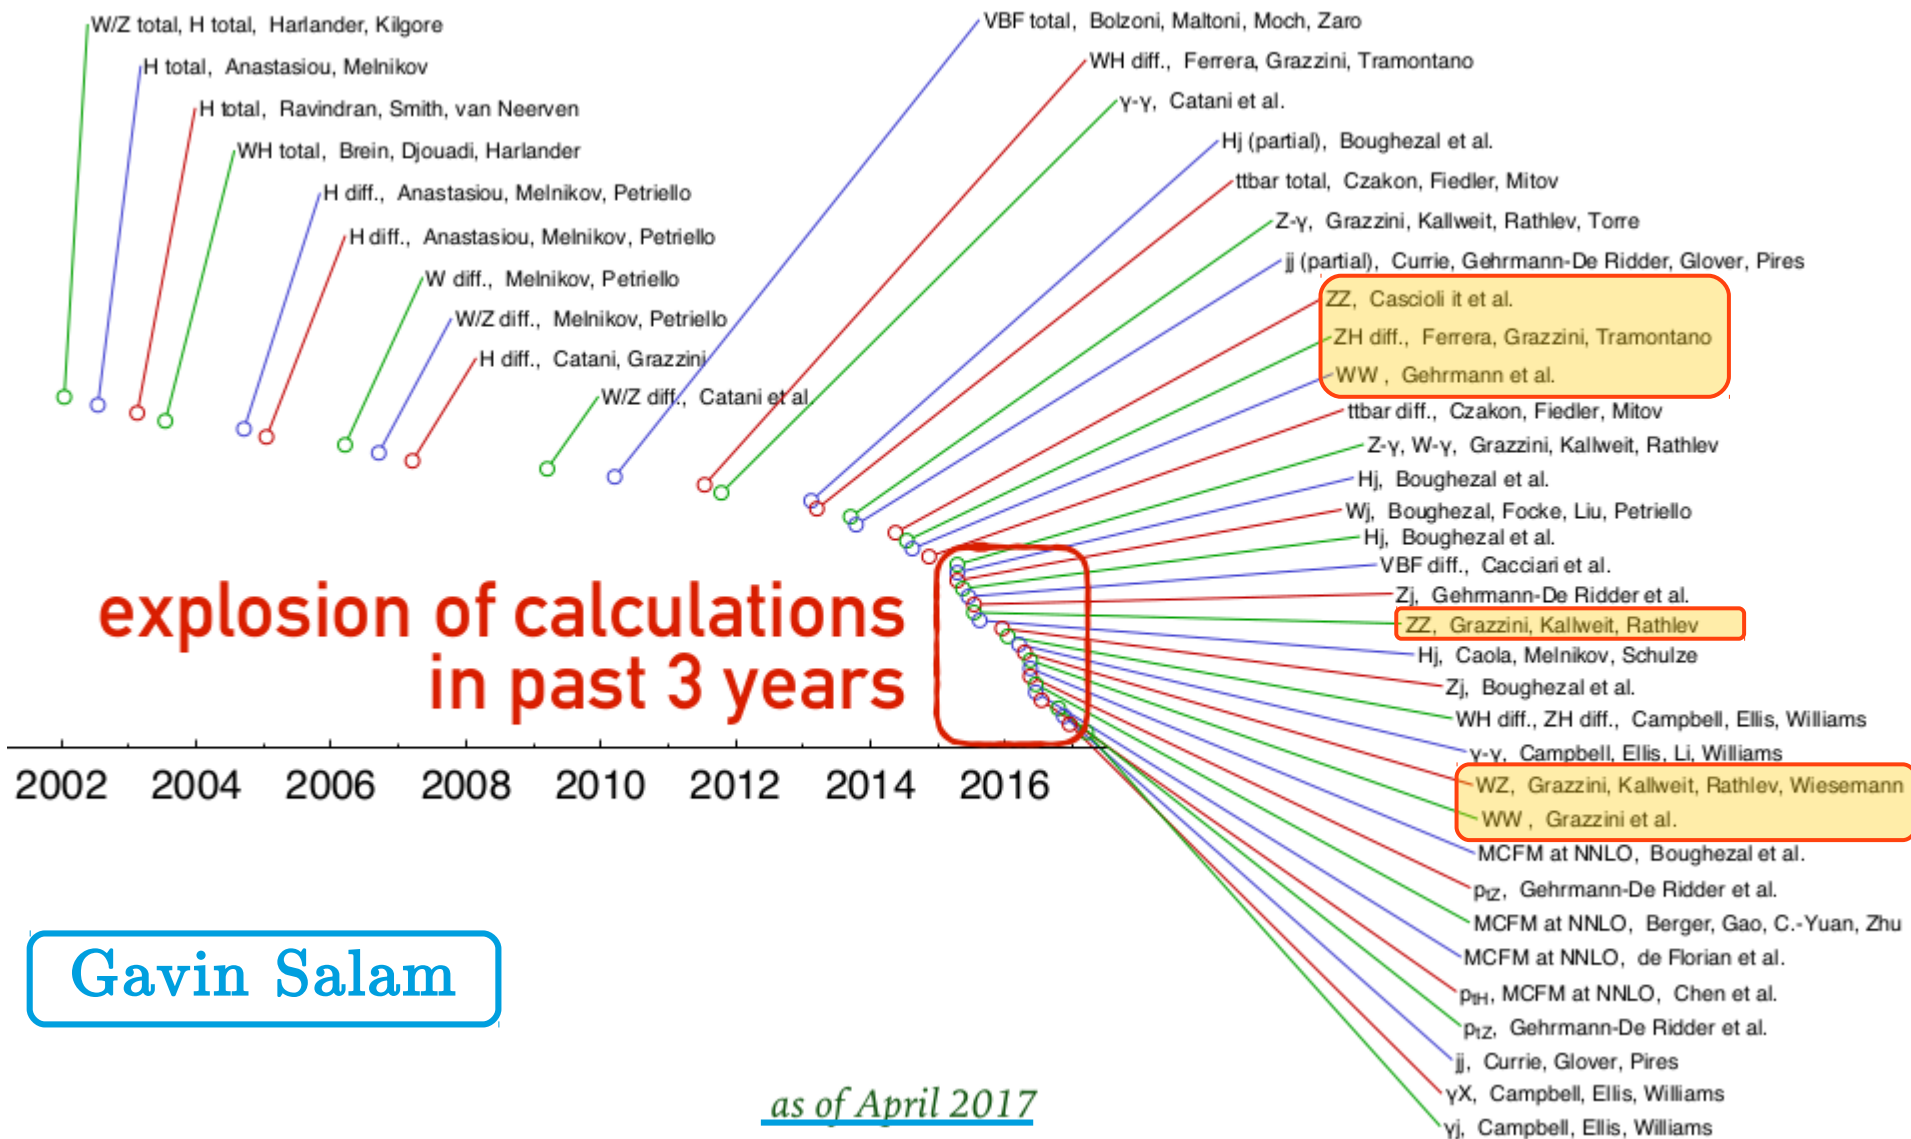 W/Z total, H total, Harlander, Kilgore
H total, Anastasiou, Melnikov
H total, Ravindran, Smith, van Neerven
WH total, Brein, Djouadi, Harlander
H diff., Anastasiou, Melnikov, Petriello
H diff., Anastasiou, Melnikov, Petriello
W diff., Melnikov, Petriello
W/Z diff., Melnikov, Petriello
H diff., Catani, Grazzini
W/Z diff., Catani et al.
VBF total, Bolzoni, Maltoni, Moch, Zaro
WH diff., Ferrera, Grazzini, Tramontano
γ-γ, Catani et al.
Hj (partial), Boughezal et al.
ttbar total, Czakon, Fiedler, Mitov
Z-γ, Grazzini, Kallweit, Rathlev, Torre
jj (partial), Currie, Gehrmann-De Ridder, Glover, Pires
ZZ, Cascioli it et al.
ZH diff., Ferrera, Grazzini, Tramontano
WW , Gehrmann et al.
ttbar diff., Czakon, Fiedler, Mitov
Z-γ, W-γ, Grazzini, Kallweit, Rathlev
Hj, Boughezal et al.
Wj, Boughezal, Focke, Liu, Petriello
Hj, Boughezal et al.
VBF diff., Cacciari et al.
Zj, Gehrmann-De Ridder et al.
ZZ, Grazzini, Kallweit, Rathlev
Hj, Caola, Melnikov, Schulze
Zj, Boughezal et al.
WH diff., ZH diff., Campbell, Ellis, Williams
γ-γ, Campbell, Ellis, Li, Williams
WZ, Grazzini, Kallweit, Rathlev, Wiesemann
WW , Grazzini et al.
MCFM at NNLO, Boughezal et al.
ptZ, Gehrmann-De Ridder et al.
MCFM at NNLO, Berger, Gao, C.-Yuan, Zhu
MCFM at NNLO, de Florian et al.
ptH, MCFM at NNLO, Chen et al.
ptZ, Gehrmann-De Ridder et al.
jj, Currie, Glover, Pires
γX, Campbell, Ellis, Williams
γj, Campbell, Ellis, Williams
explosion of calculations
in past 3 years
2002 2004 2006 2008 2010 2012 2014 2016
Gavin Salam
as of April 2017